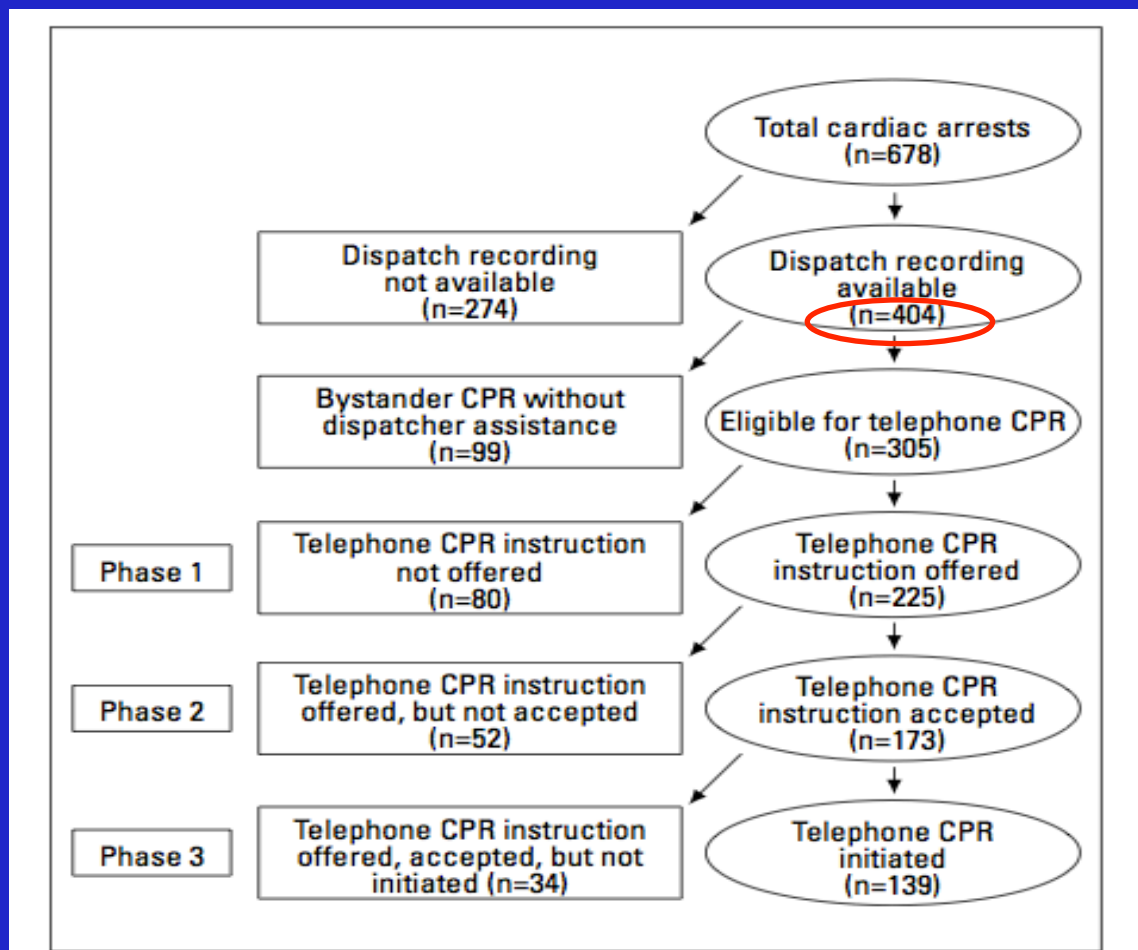 Total cardiac arrests
(n=678)
Dispatch recording
not available
(n=274)
Dispatch recording
available
(n=404)
Bystander CPR without
dispatcher assistance
(n=99)
Eligible for telephone CPR
(n=305)
Phase 1
Telephone CPR instruction
not offered
(n=80)
Telephone CPR
instruction offered
(n=225)
Phase 2
Telephone CPR instruction
offered, but not accepted
(n=52)
Telephone CPR
instruction accepted
(n=173)
Phase 3
Telephone CPR instruction
offered, accepted, but not
initiated (n=34)
Telephone CPR
initiated
(n=139)